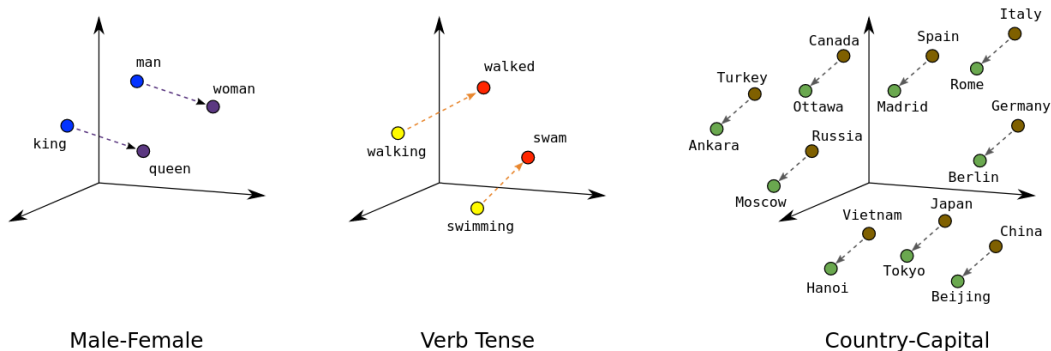 man
woman
king
queen
Male-Female
walked
swam
walking
swimming
Verb Tense
Italy
Spain
Canada
Rome
Turkey
Ottawa
Madrid
Germany
Ankara
Russia
Berlin
Moscow
Vietnam
Japan
China
Hanoi
Tokyo
Beijing
Country-Capital